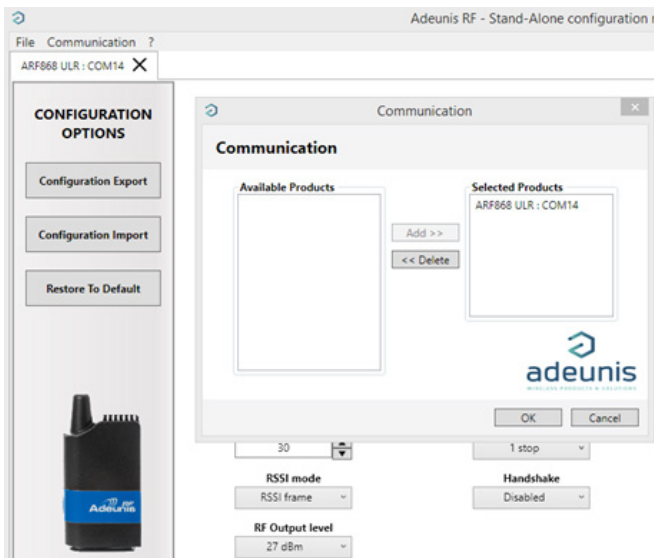 Adeunis RF - Stand-Alone configuration
File Communication ?
ARF868 ULR : COM14
CONFIGURATION
OPTIONS
Configuration Export
Configuration Import
Restore To Default
Adeunis RF
Communication
Communication
Available Products
Selected Products
ARF868 ULR : COM14
Add >>
<< Delete
adeunis
WIRELESS PRODUCTS & SOLUTIONS
OK
Cancel
30
1 stop
RSSI mode
Handshake
RSSI frame
Disabled
RF Output level
27 dBm